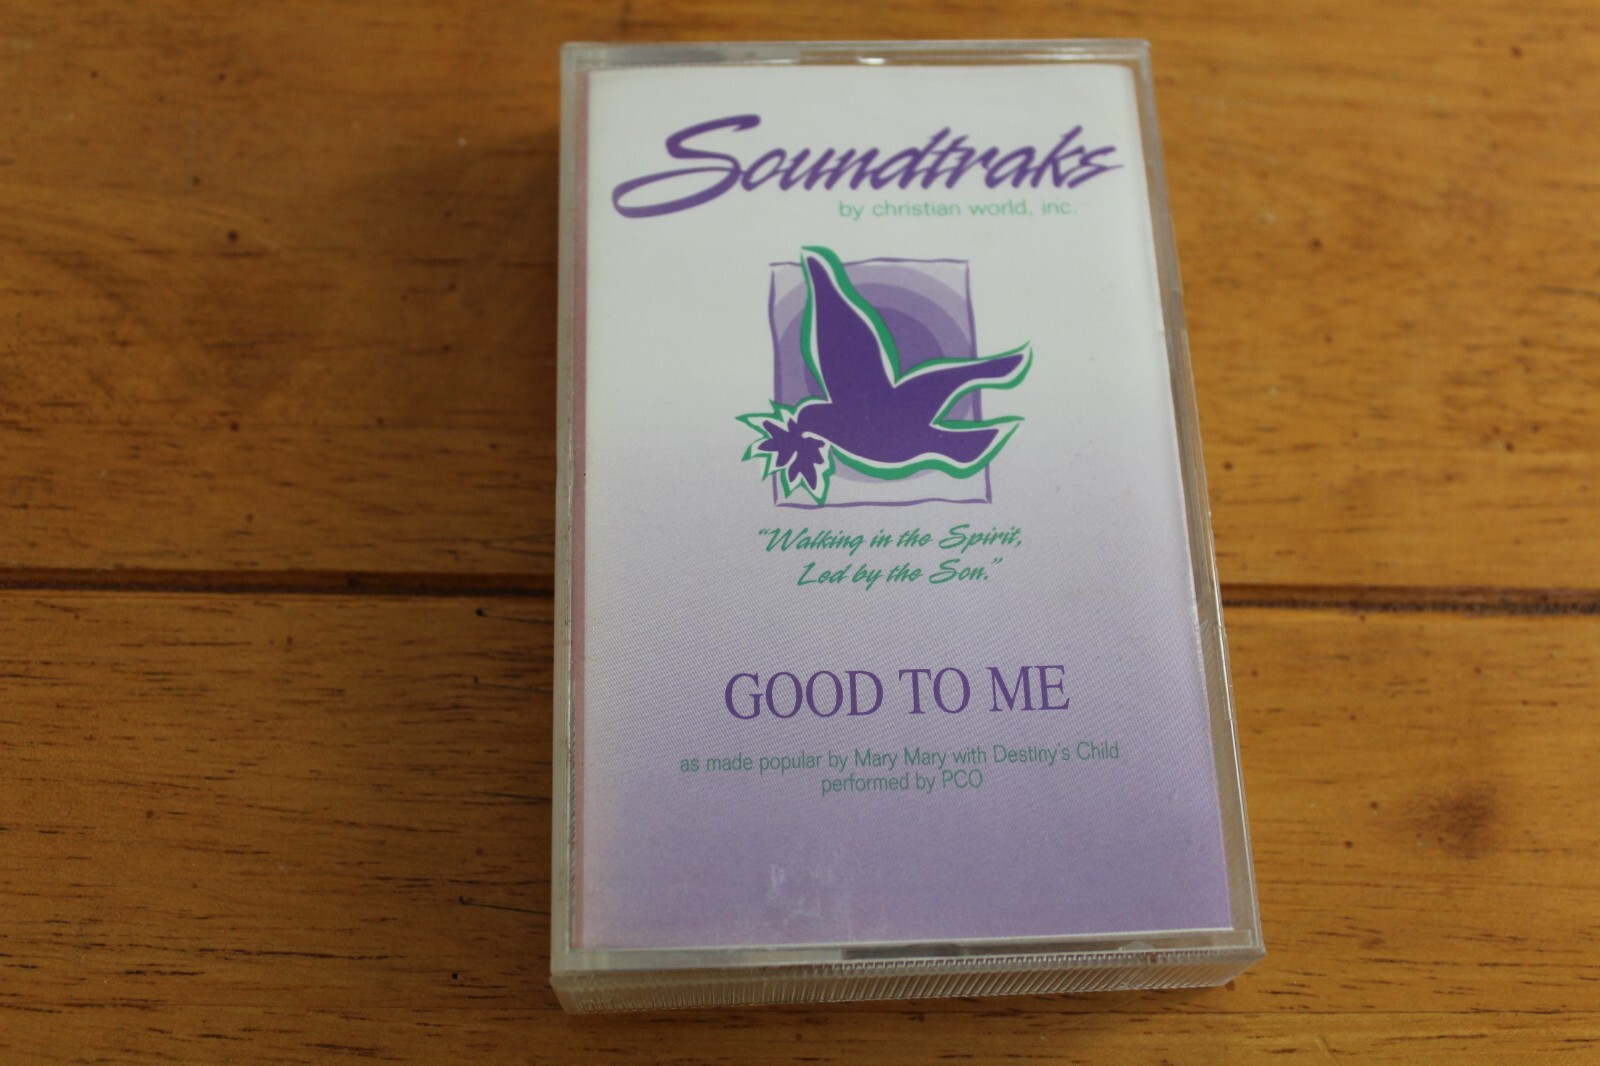 Soundtraks
by christian world, inc.
"Walking in the Spirit,
Led by the Son."
GOOD TO ME
as made popular by Mary Mary with Destiny's Child
performed by PCO